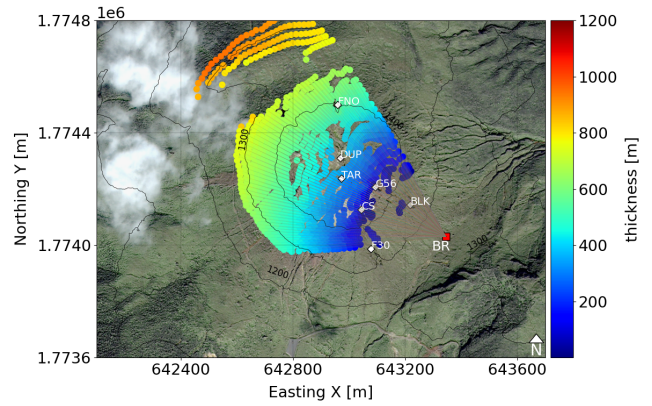 1e6
1.7748
1.7744
1.7740
1.7736
Northing Y [m]
642400 642800 643200 643600
Easting X [m]
1300
1300
1300
1200
FNO
DUP
TAR
G56
CS
BLK
F30
BR
N
1200
1000
800
600
400
200
thickness [m]